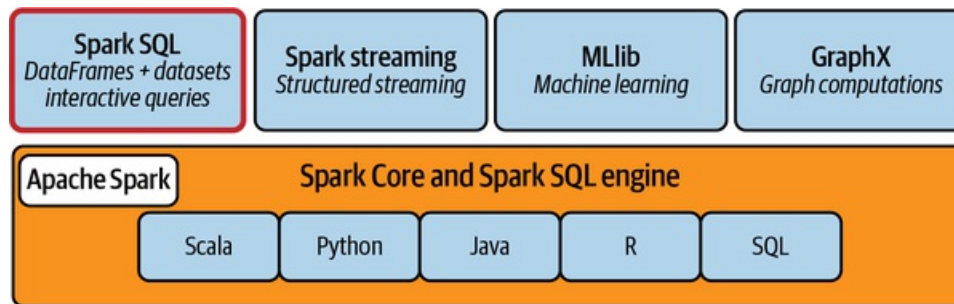 Spark SQL
DataFrames + datasets
interactive queries
Spark streaming
Structured streaming
MLlib
Machine learning
GraphX
Graph computations
Apache Spark
Spark Core and Spark SQL engine
Scala
Python
Java
R
SQL